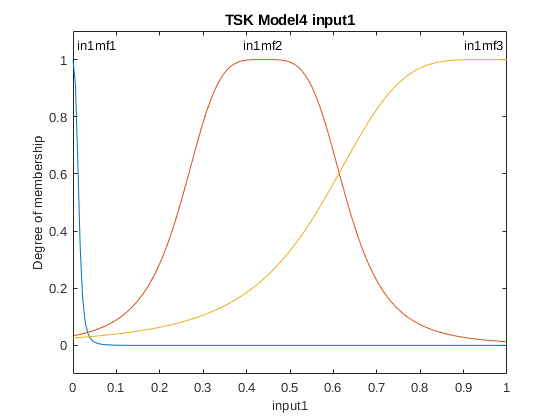 TSK Model4 input1
in1mf1 in1mf2 in1mf3
1
0.8
0.6
0.4
0.2
0
Degree of membership
0 0.1 0.2 0.3 0.4 0.5 0.6 0.7 0.8 0.9 1
input1